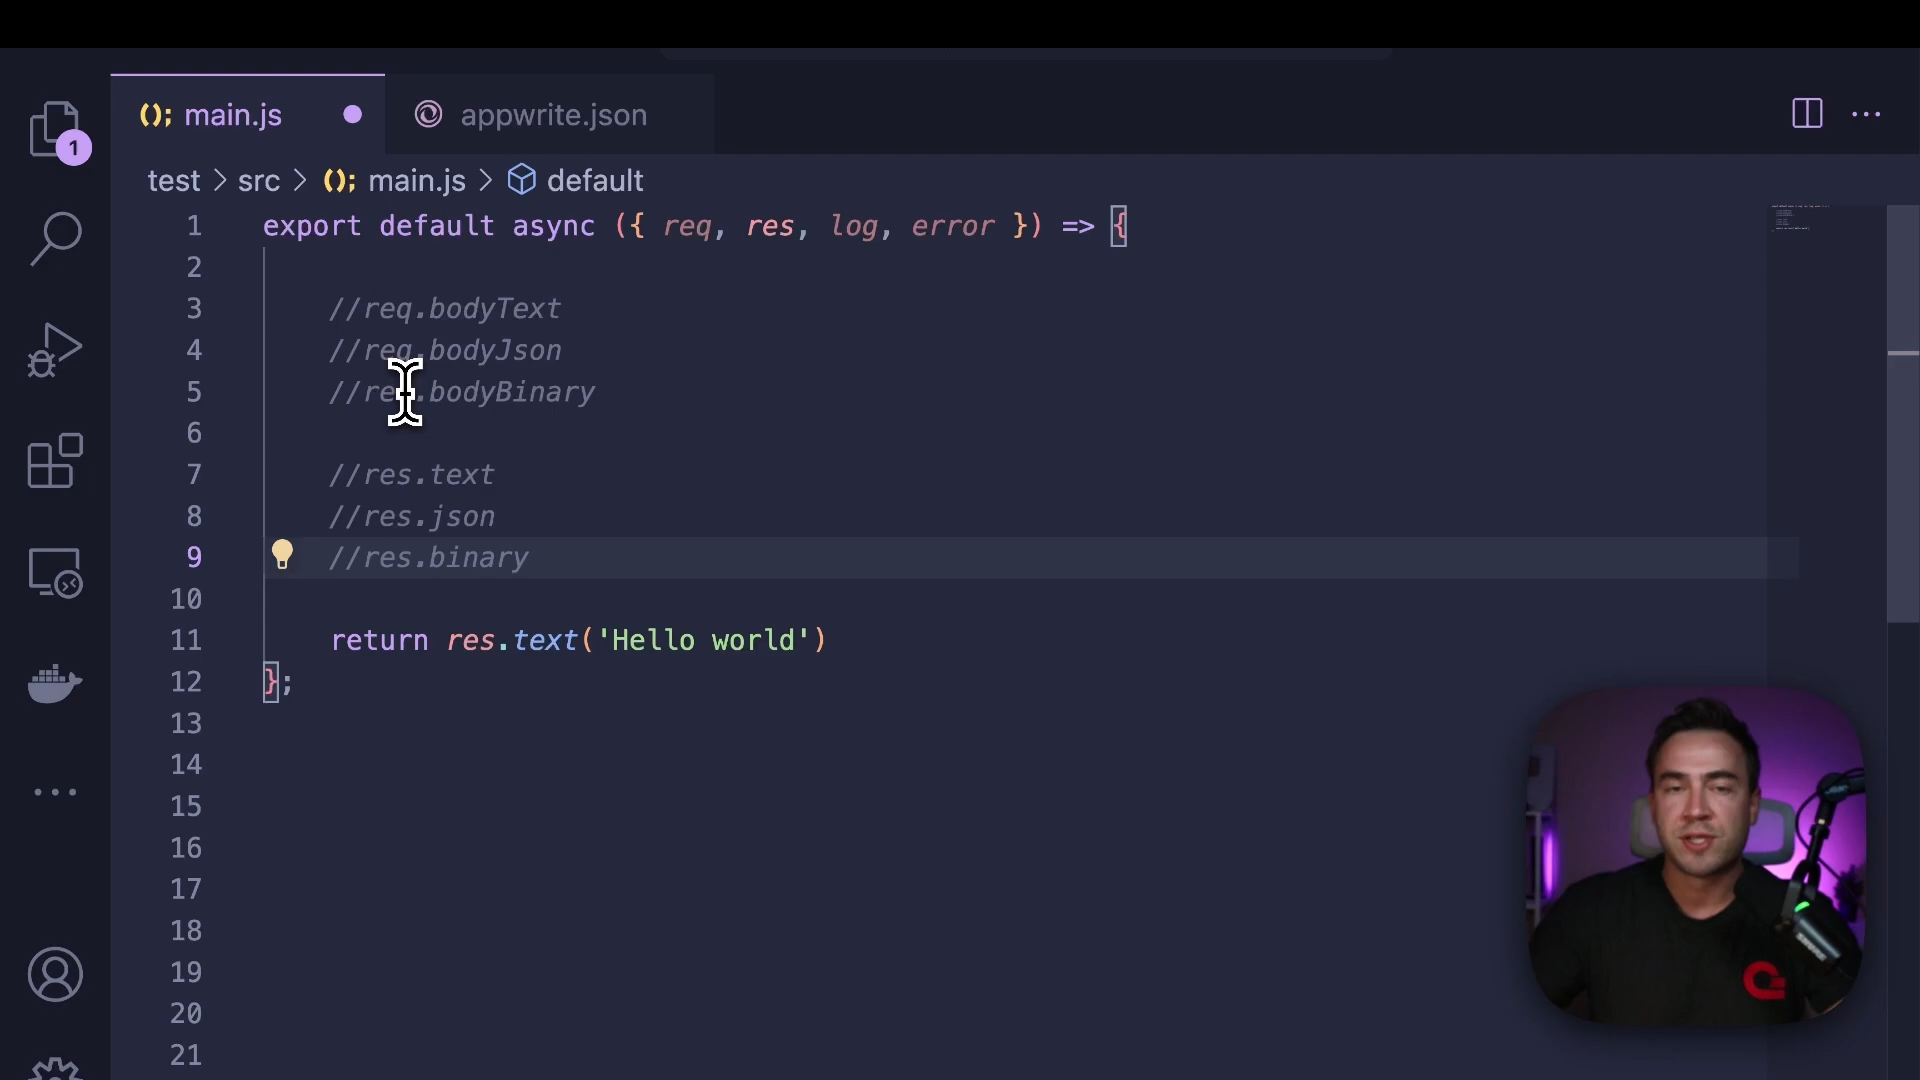 (); main.js
appwrite.json
1
test > src > (); main.js > default
1 export default async ({ req, res, log, error }) => {
2
3 //req.bodyText
4 //req.bodyJson
5 //req.bodyBinary
6
7 //res.text
8 //res.json
9 //res.binary
10
11 return res.text('Hello world')
12 };
13
14
15
16
17
18
19
20
21
SHURE